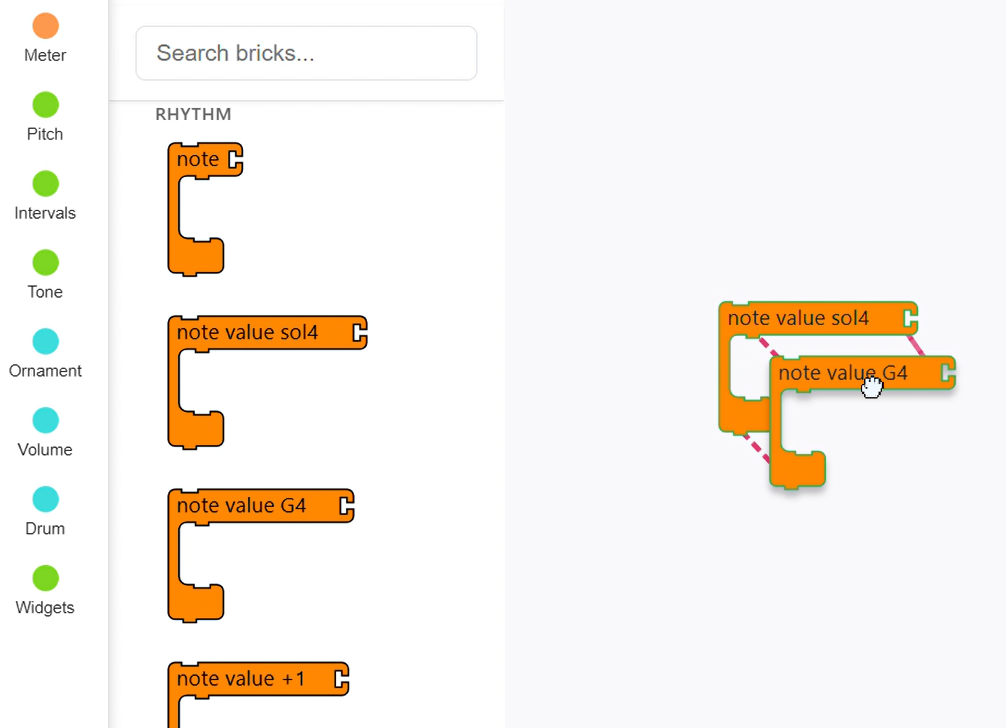 Meter
Pitch
Intervals
Tone
Ornament
Volume
Drum
Widgets
Search bricks...
RHYTHM
note
note value sol4
note value G4
note value +1
note value sol4
note value G4